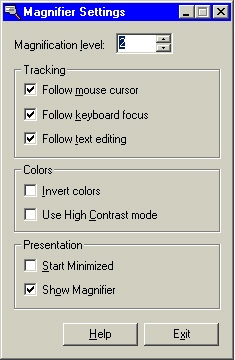 Magnifier Settings
Magnification level: 2
Tracking
Follow mouse cursor
Follow keyboard focus
Follow text editing
Colors
Invert colors
Use High Contrast mode
Presentation
Start Minimized
Show Magnifier
Help Exit